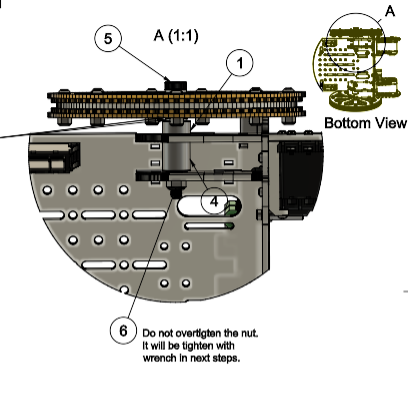 A
5
A (1:1)
1
Bottom View
4
6
Do not overtigten the nut.
It will be tighten with
wrench in next steps.